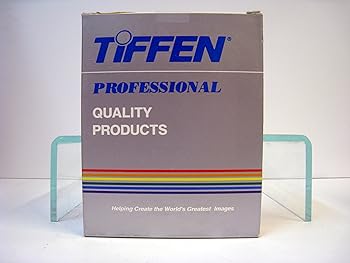 TiFFEN®
PROFESSIONAL
QUALITY
PRODUCTS
Helping Create the World's Greatest Images